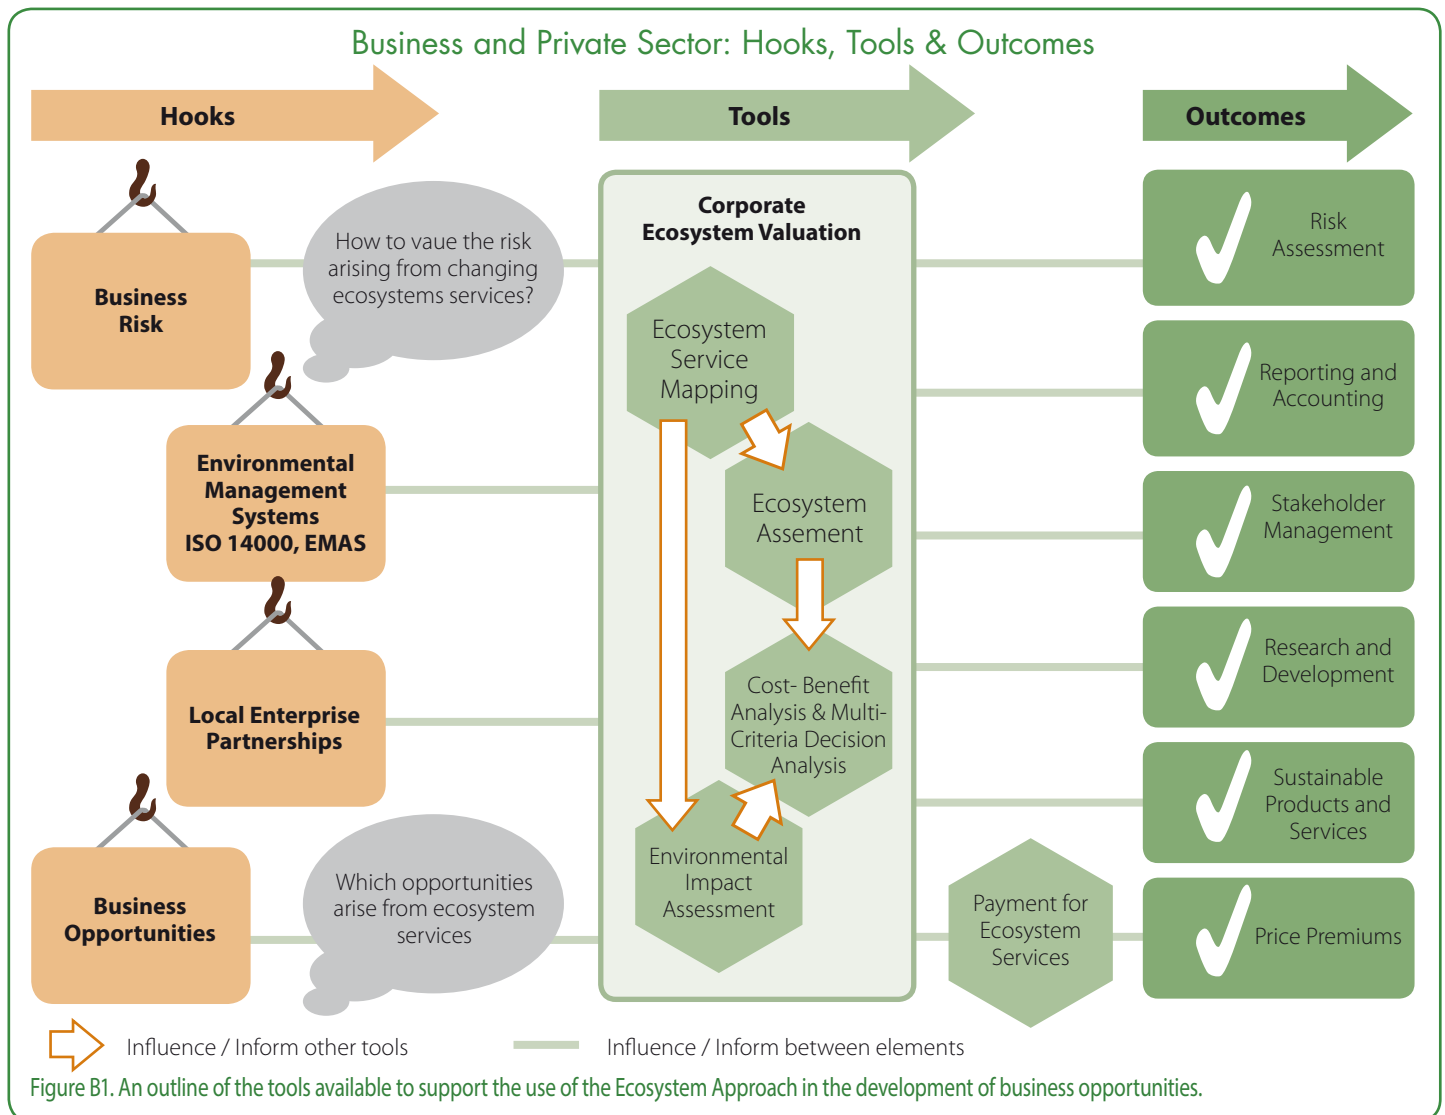 Business and Private Sector: Hooks, Tools & Outcomes
Hooks
Tools
Outcomes
Business
Risk
How to vaue the risk
arising from changing
ecosystems services?
Environmental
Management
Systems
ISO 14000, EMAS
Local Enterprise
Partnerships
Business
Opportunities
Which opportunities
arise from ecosystem
services
Corporate
Ecosystem Valuation
Ecosystem
Service
Mapping
Ecosystem
Assement
Cost- Benefit
Analysis & Multi-
Criteria Decision
Analysis
Environmental
Impact
Assessment
Payment for
Ecosystem
Services
Risk
Assessment
Reporting and
Accounting
Stakeholder
Management
Research and
Development
Sustainable
Products and
Services
Price Premiums
Influence / Inform other tools
Influence / Inform between elements
Figure B1. An outline of the tools available to support the use of the Ecosystem Approach in the development of business opportunities.